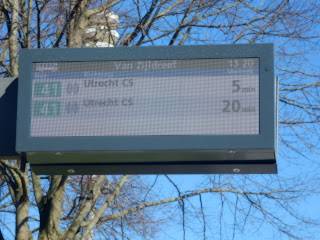 Van Zijldreef 15:20
41 Utrecht CS 5 min
41 Utrecht CS 20 min